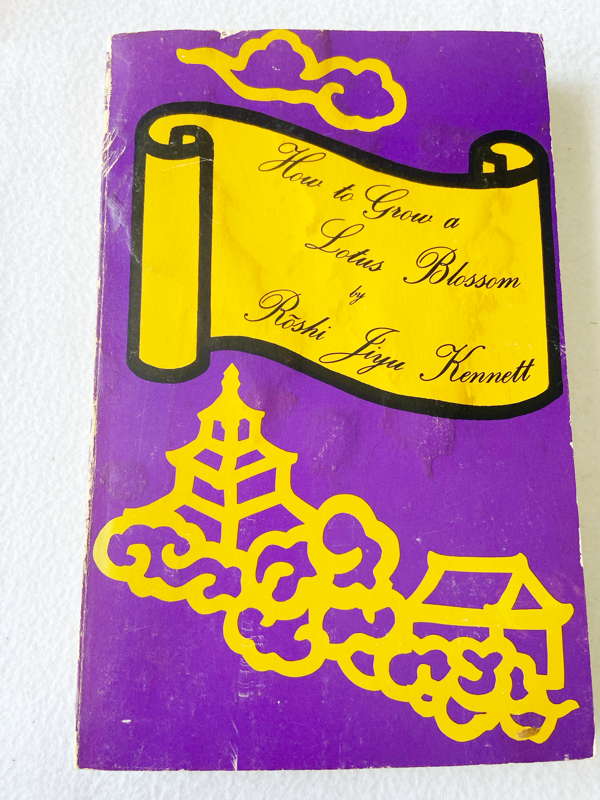 How to Grow a
Lotus Blossom
by
Rōshi Jiyu Kennett